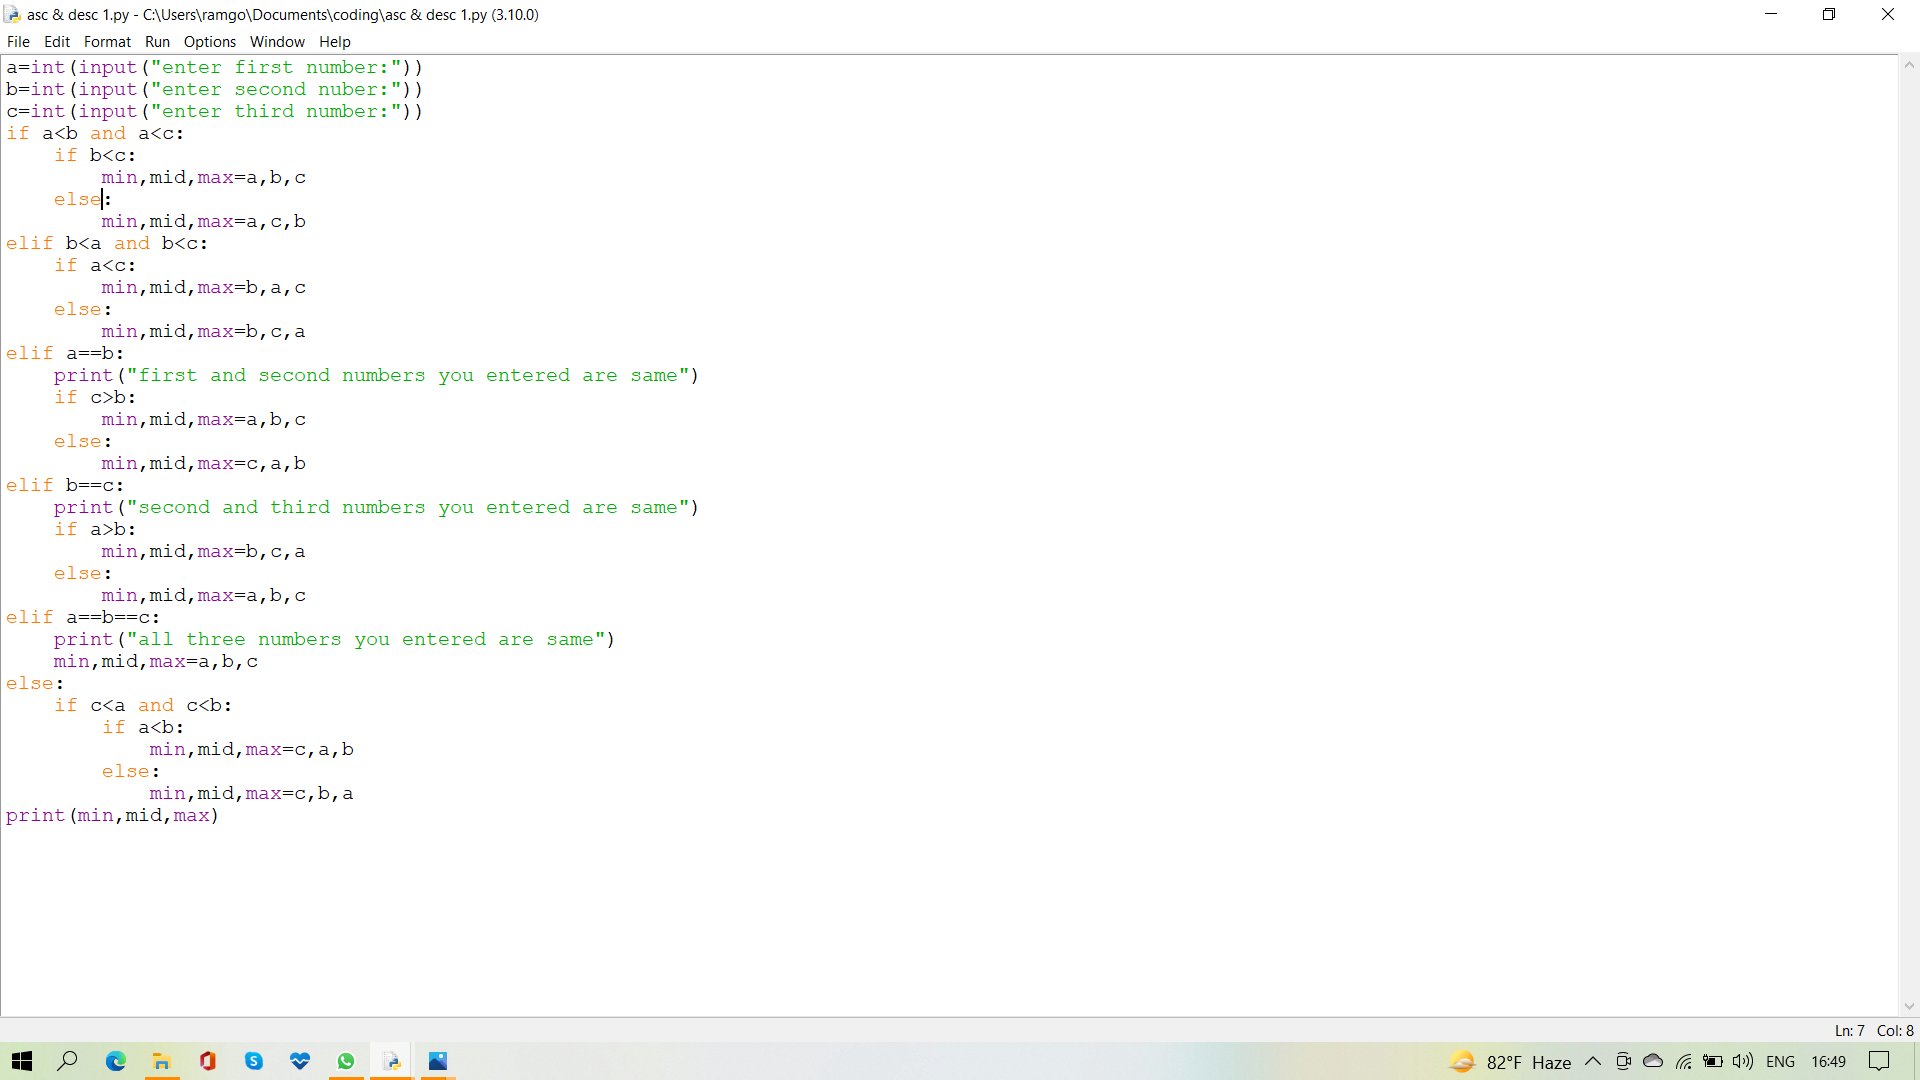 asc & desc 1.py - C:\Users\ramgo\Documents\coding\asc & desc 1.py (3.10.0)
File Edit Format Run Options Window Help
a=int(input("enter first number:"))
b=int(input("enter second nuber:"))
c=int(input("enter third number:"))
if a<b and a<c:
    if b<c:
        min,mid,max=a,b,c
    else:
        min,mid,max=a,c,b
elif b<a and b<c:
    if a<c:
        min,mid,max=b,a,c
    else:
        min,mid,max=b,c,a
elif a==b:
    print("first and second numbers you entered are same")
    if c>b:
        min,mid,max=a,b,c
    else:
        min,mid,max=c,a,b
elif b==c:
    print("second and third numbers you entered are same")
    if a>b:
        min,mid,max=b,c,a
    else:
        min,mid,max=a,b,c
elif a==b==c:
    print("all three numbers you entered are same")
    min,mid,max=a,b,c
else:
    if c<a and c<b:
        if a<b:
            min,mid,max=c,a,b
        else:
            min,mid,max=c,b,a
print(min,mid,max)
Ln: 7 Col: 8
82°F Haze ENG 16:49